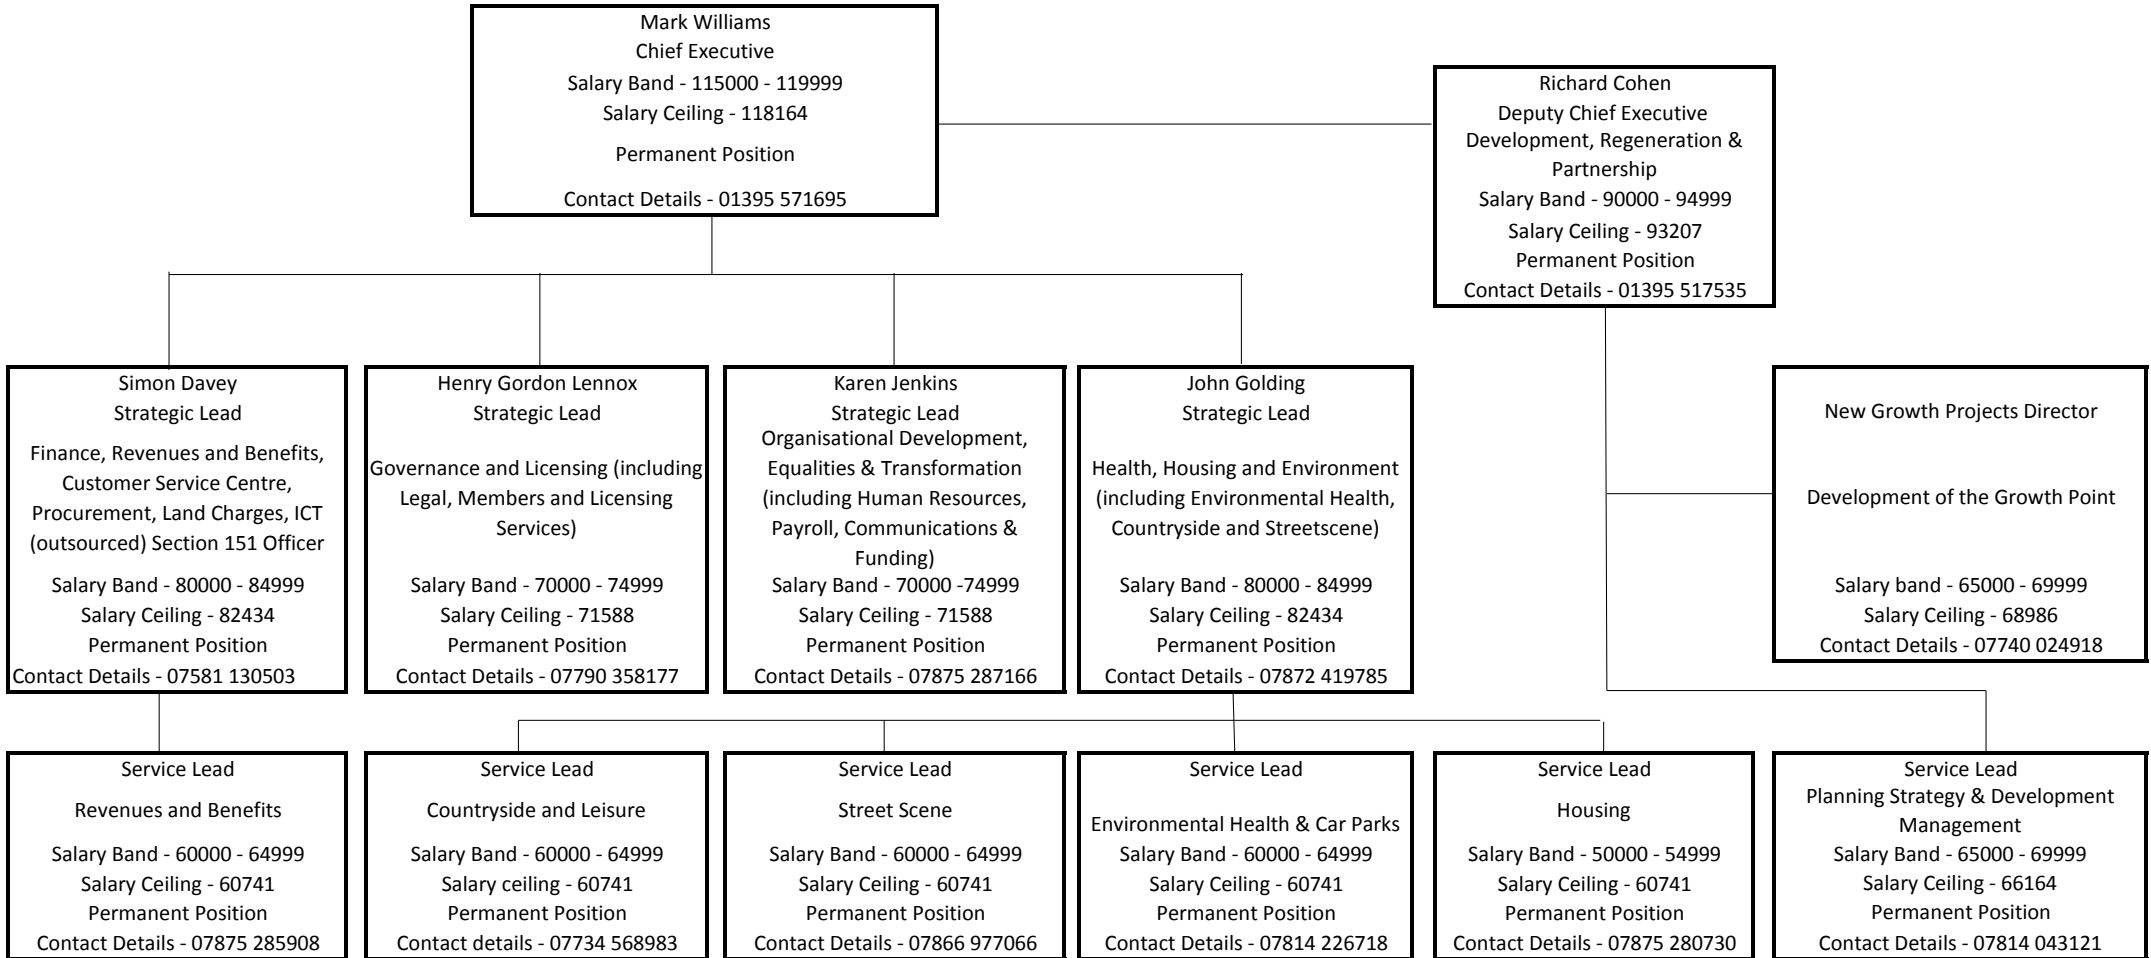 Mark Williams
Chief Executive
Salary Band - 115000 - 119999
Salary Ceiling - 118164
Permanent Position
Contact Details - 01395 571695
Richard Cohen
Deputy Chief Executive
Development, Regeneration &
Partnership
Salary Band - 90000 - 94999
Salary Ceiling - 93207
Permanent Position
Contact Details - 01395 517535
Simon Davey
Strategic Lead
Finance, Revenues and Benefits,
Customer Service Centre,
Procurement, Land Charges, ICT
(outsourced) Section 151 Officer
Salary Band - 80000 - 84999
Salary Ceiling - 82434
Permanent Position
Contact Details - 07581 130503
Henry Gordon Lennox
Strategic Lead
Governance and Licensing (including
Legal, Members and Licensing
Services)
Salary Band - 70000 - 74999
Salary Ceiling - 71588
Permanent Position
Contact Details - 07790 358177
Karen Jenkins
Strategic Lead
Organisational Development,
Equalities & Transformation
(including Human Resources,
Payroll, Communications &
Funding)
Salary Band - 70000 -74999
Salary Ceiling - 71588
Permanent Position
Contact Details - 07875 287166
John Golding
Strategic Lead
Health, Housing and Environment
(including Environmental Health,
Countryside and Streetscene)
Salary Band - 80000 - 84999
Salary Ceiling - 82434
Permanent Position
Contact Details - 07872 419785
New Growth Projects Director
Development of the Growth Point
Salary band - 65000 - 69999
Salary Ceiling - 68986
Contact Details - 07740 024918
Service Lead
Revenues and Benefits
Salary Band - 60000 - 64999
Salary Ceiling - 60741
Permanent Position
Contact Details - 07875 285908
Service Lead
Countryside and Leisure
Salary Band - 60000 - 64999
Salary ceiling - 60741
Permanent Position
Contact details - 07734 568983
Service Lead
Street Scene
Salary Band - 60000 - 64999
Salary Ceiling - 60741
Permanent Position
Contact Details - 07866 977066
Service Lead
Environmental Health & Car Parks
Salary Band - 60000 - 64999
Salary Ceiling - 60741
Permanent Position
Contact Details - 07814 226718
Service Lead
Housing
Salary Band - 50000 - 54999
Salary Ceiling - 60741
Permanent Position
Contact Details - 07875 280730
Service Lead
Planning Strategy & Development
Management
Salary Band - 65000 - 69999
Salary Ceiling - 66164
Permanent Position
Contact Details - 07814 043121